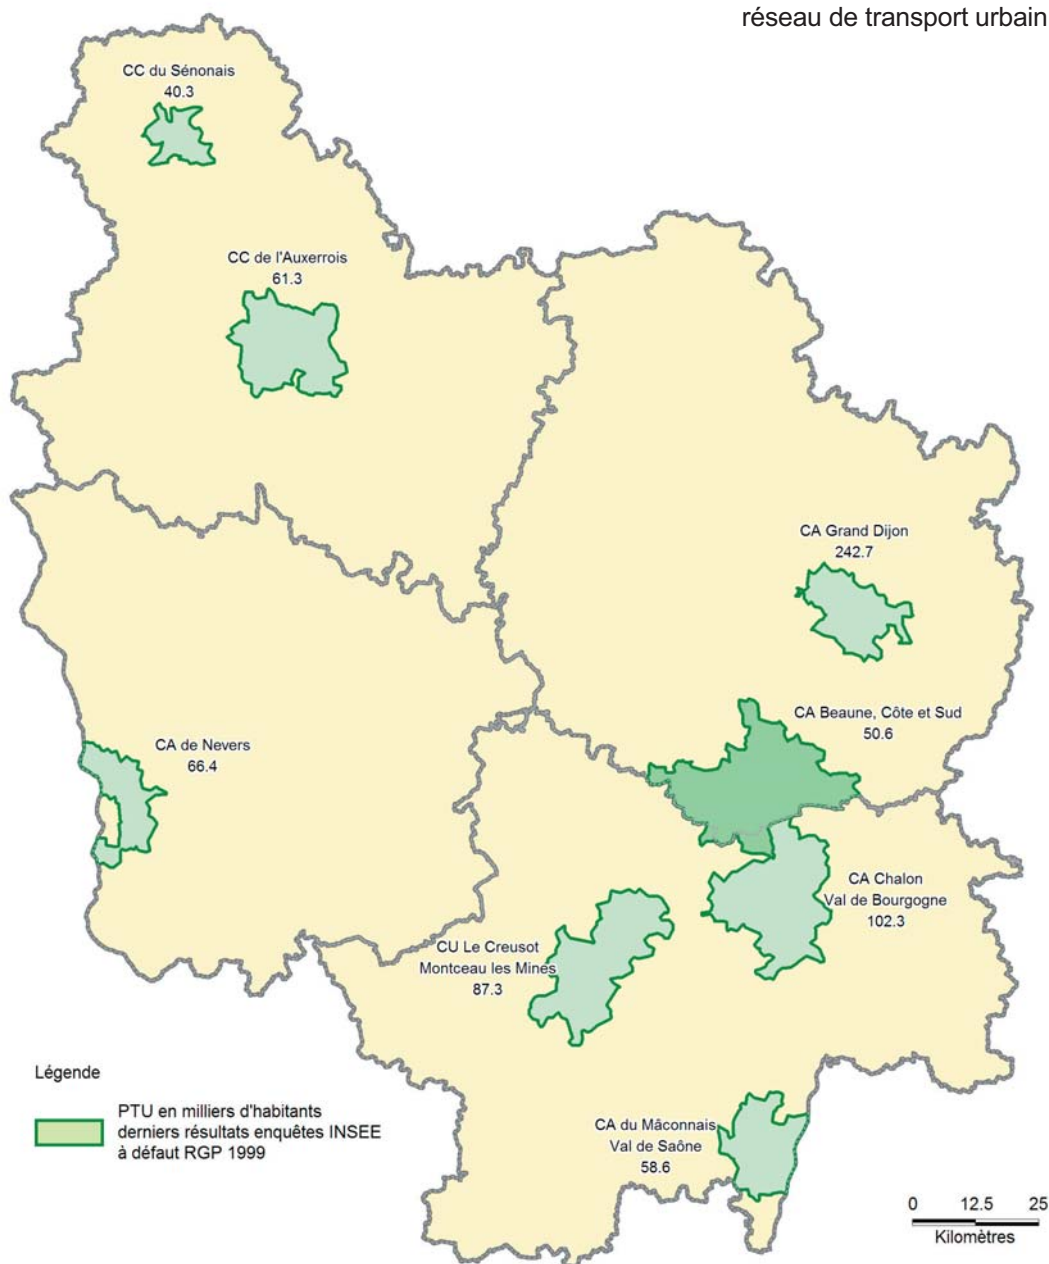 réseau de transport urbain
CC du Sénonais
40.3
CC de l'Auxerrois
61.3
CA Grand Dijon
242.7
CA Beaune, Côte et Sud
50.6
CA de Nevers
66.4
CA Chalon
Val de Bourgogne
102.3
CU Le Creusot
Montceau les Mines
87.3
CA du Mâconnais
Val de Saône
58.6
Légende
PTU en milliers d'habitants
derniers résultats enquêtes INSEE
à défaut RGP 1999
0 12.5 25
Kilomètres